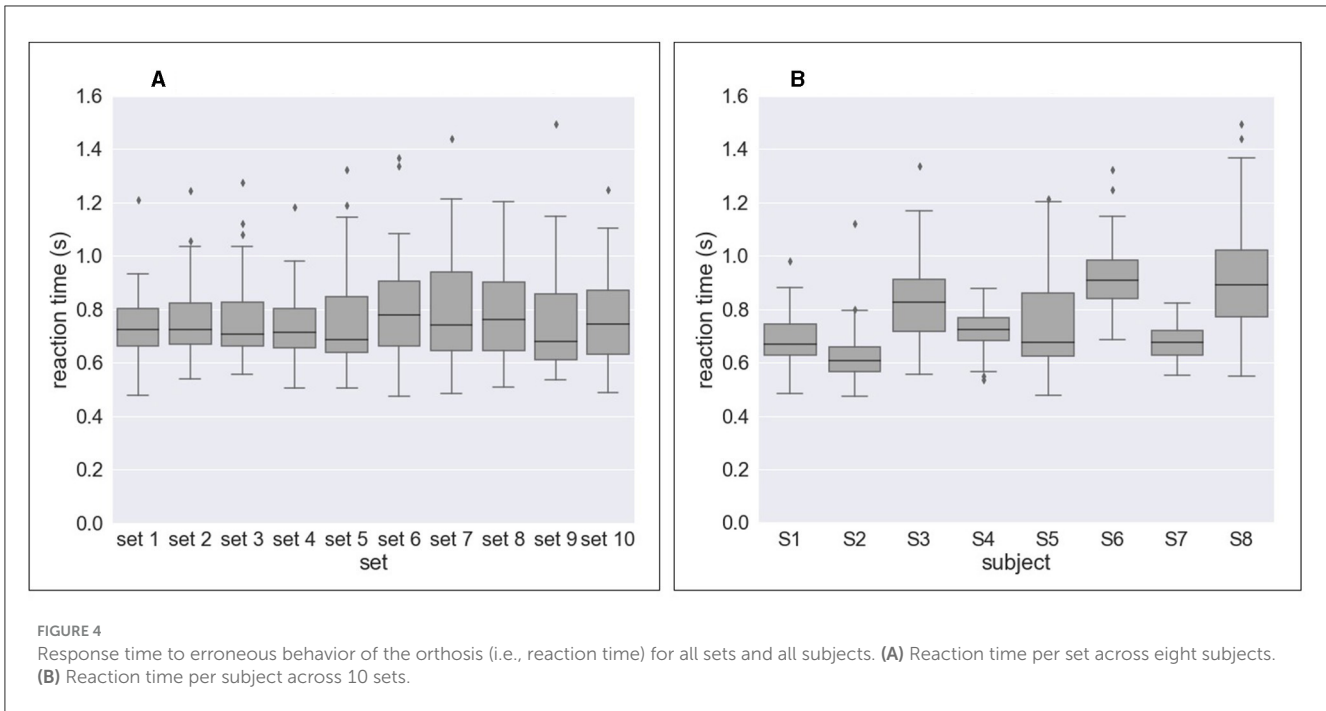 A
1.6
1.4
1.2
1.0
0.8
0.6
0.4
0.2
0.0
reaction time (s)
set 1 set 2 set 3 set 4 set 5 set 6 set 7 set 8 set 9 set 10
set
B
1.6
1.4
1.2
1.0
0.8
0.6
0.4
0.2
0.0
reaction time (s)
S1 S2 S3 S4 S5 S6 S7 S8
subject
FIGURE 4
Response time to erroneous behavior of the orthosis (i.e., reaction time) for all sets and all subjects. (A) Reaction time per set across eight subjects.
(B) Reaction time per subject across 10 sets.